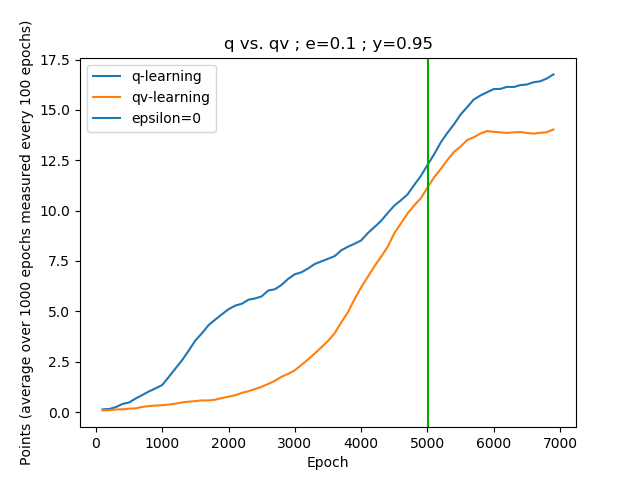 q vs. qv ; e=0.1 ; y=0.95
q-learning
qv-learning
epsilon=0
Points (average over 1000 epochs measured every 100 epochs)
17.5
15.0
12.5
10.0
7.5
5.0
2.5
0.0
0 1000 2000 3000 4000 5000 6000 7000
Epoch